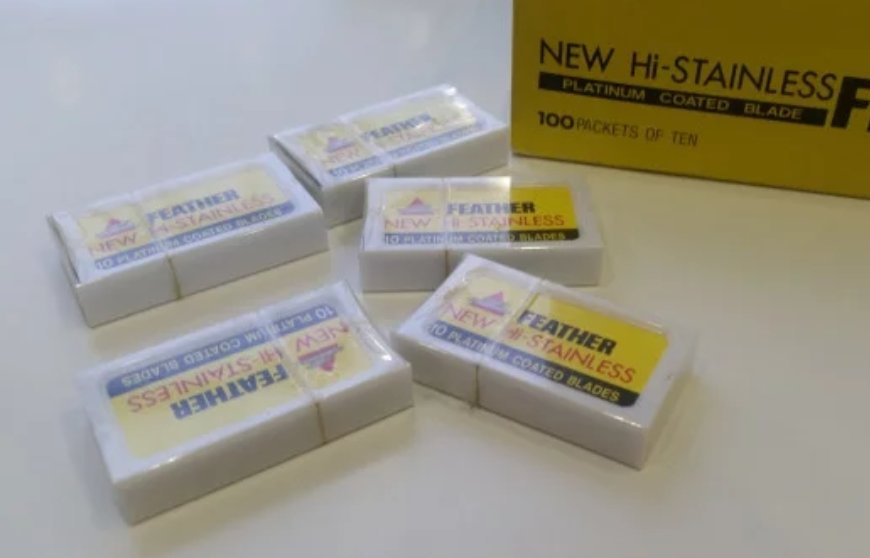 NEW Hi-STAINLESS
PLATINUM COATED BLADE
100 PACKETS OF TEN
FEATHER
NEW
10 PLATINUM COATED BLADES
FEATHER
NEW HI-STAINLESS
10 PLATINUM COATED BLADES
FEATHER
NEW HI-STAINLESS
10 PLATINUM COATED BLADES
FEATHER
NEW HI-STAINLESS
10 PLATINUM COATED BLADES
FEATHER
NEW HI-STAINLESS
10 PLATINUM COATED BLADES